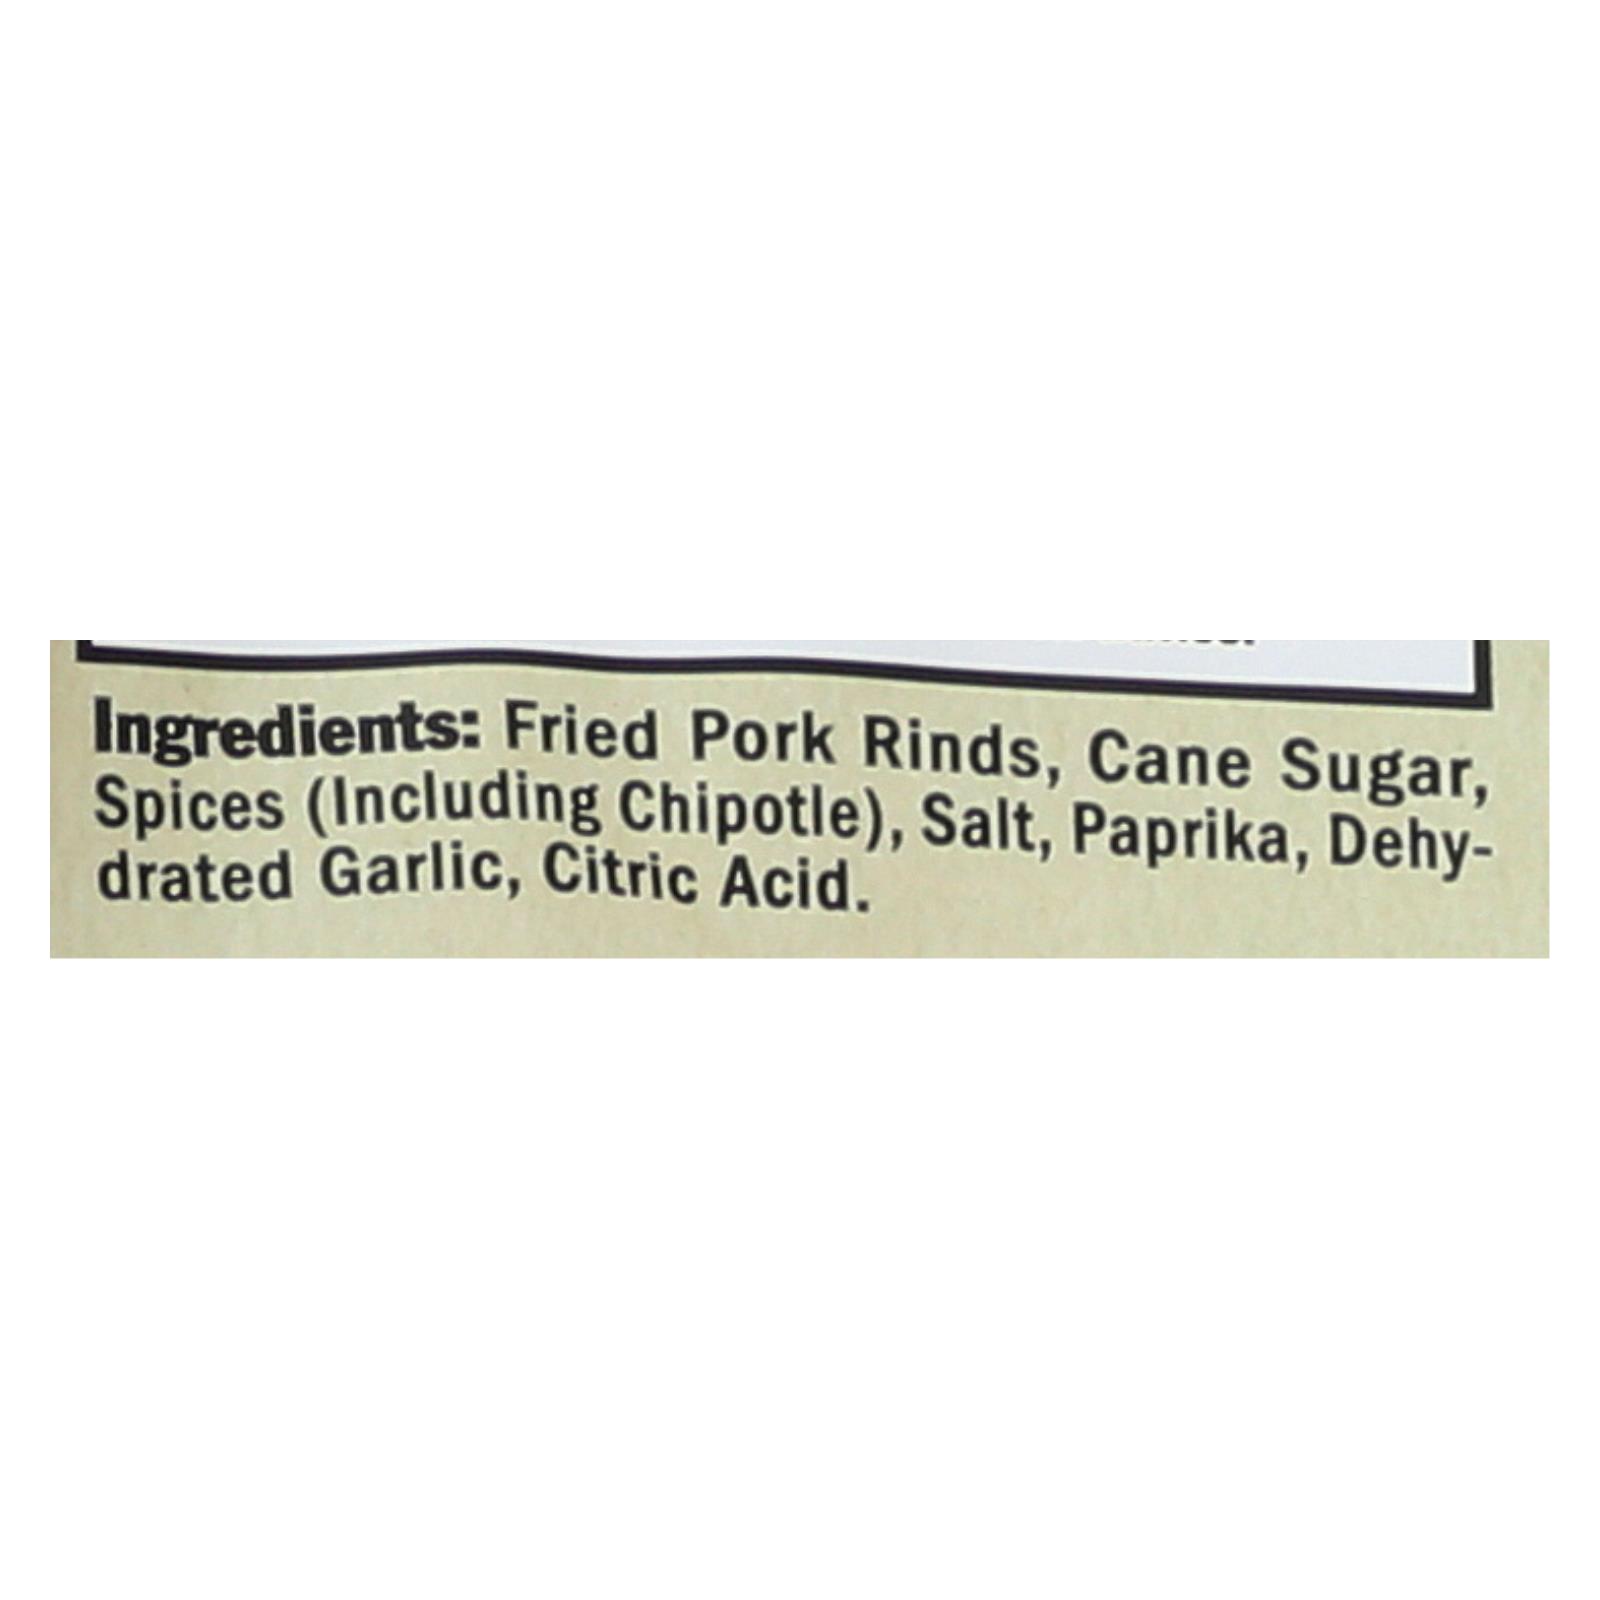 Ingredients: Fried Pork Rinds, Cane Sugar,
Spices (Including Chipotle), Salt, Paprika, Dehy-
drated Garlic, Citric Acid.